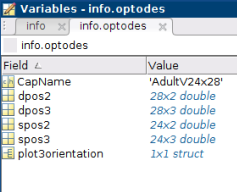 Variables - info.optodes
info × info.optodes ×
info.optodes
Field Value
CapName 'AdultV24x28'
dpos2 28x2 double
dpos3 28x3 double
spos2 24x2 double
spos3 24x3 double
plot3orientation 1x1 struct